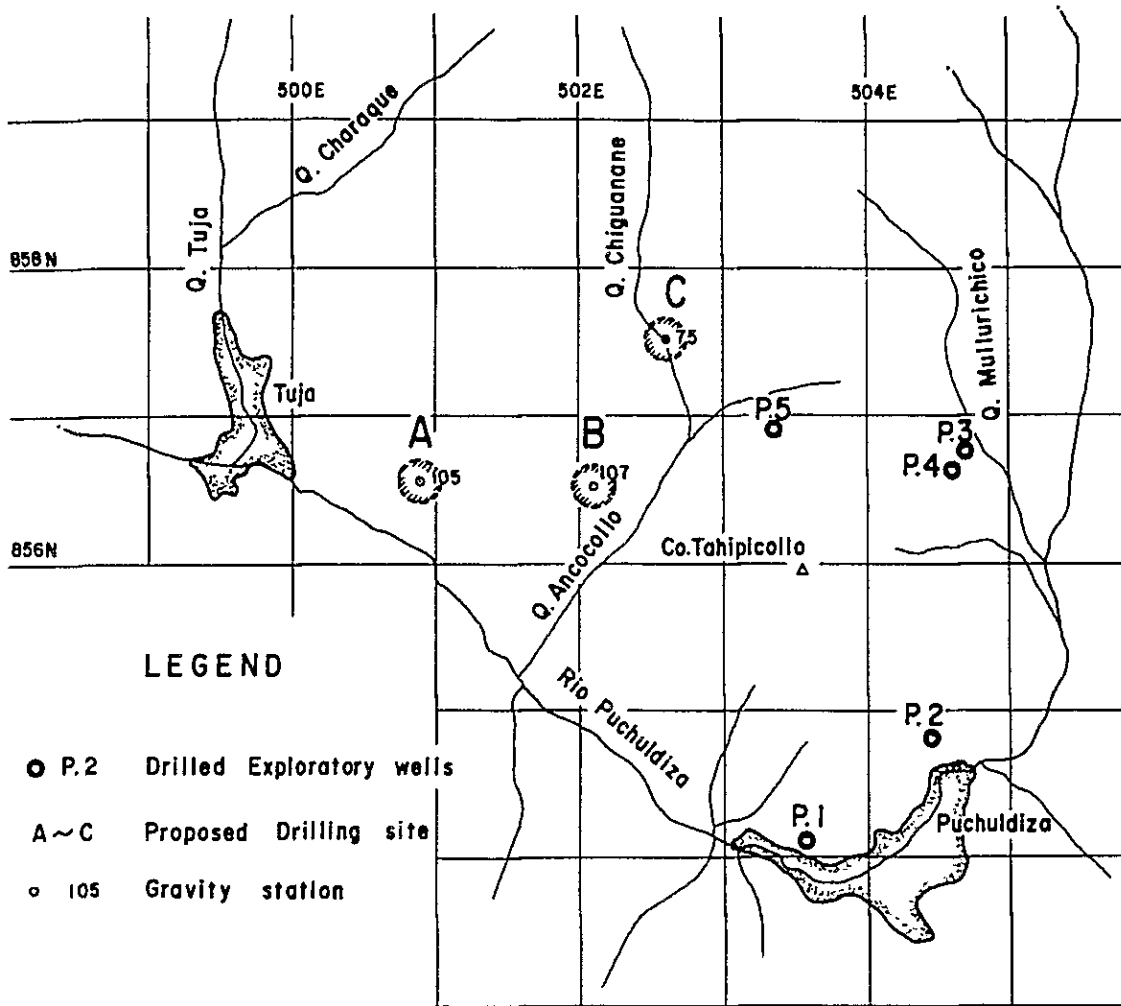 500E
502E
504E
Q. Charaque
Q. Tuja
Q. Chiguanane
Q. Mullurichico
858N
C
75
Tuja
P.5
A
B
P.3
105
107
P.4
856N
Co. Tahipicollo
Q. Ancocollo
LEGEND
Rio Puchuldiza
P.2
P.2 Drilled Exploratory wells
A~C Proposed Drilling site
P.1
Puchuldiza
105 Gravity station